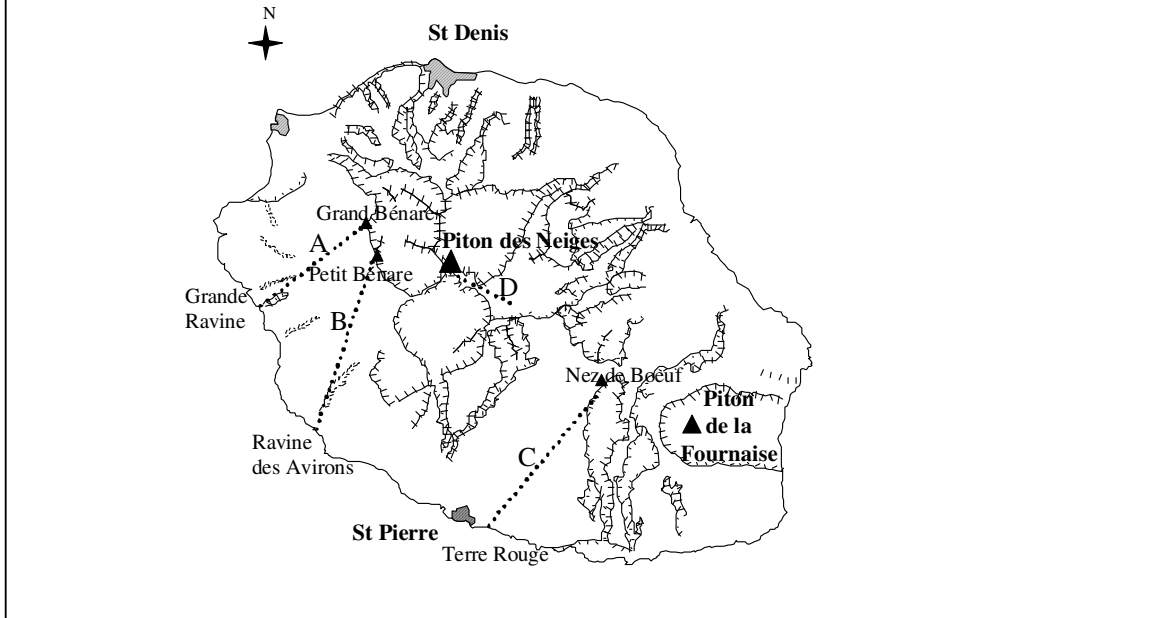 N
St Denis
Grand Bénare
Piton des Neiges
A
Petit Bénare
D
Grande
Ravine
B
Nez de Boeuf
Piton
de la
Fournaise
Ravine
des Avirons
C
St Pierre
Terre Rouge